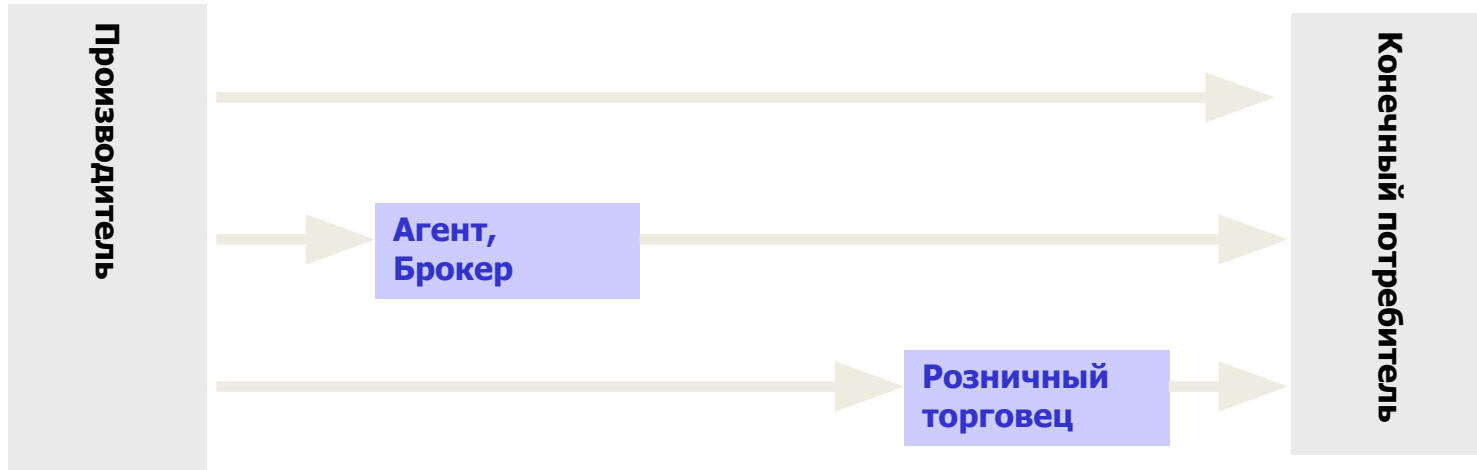 Производитель
Агент,
Брокер
Розничный
торговец
Конечный потребитель